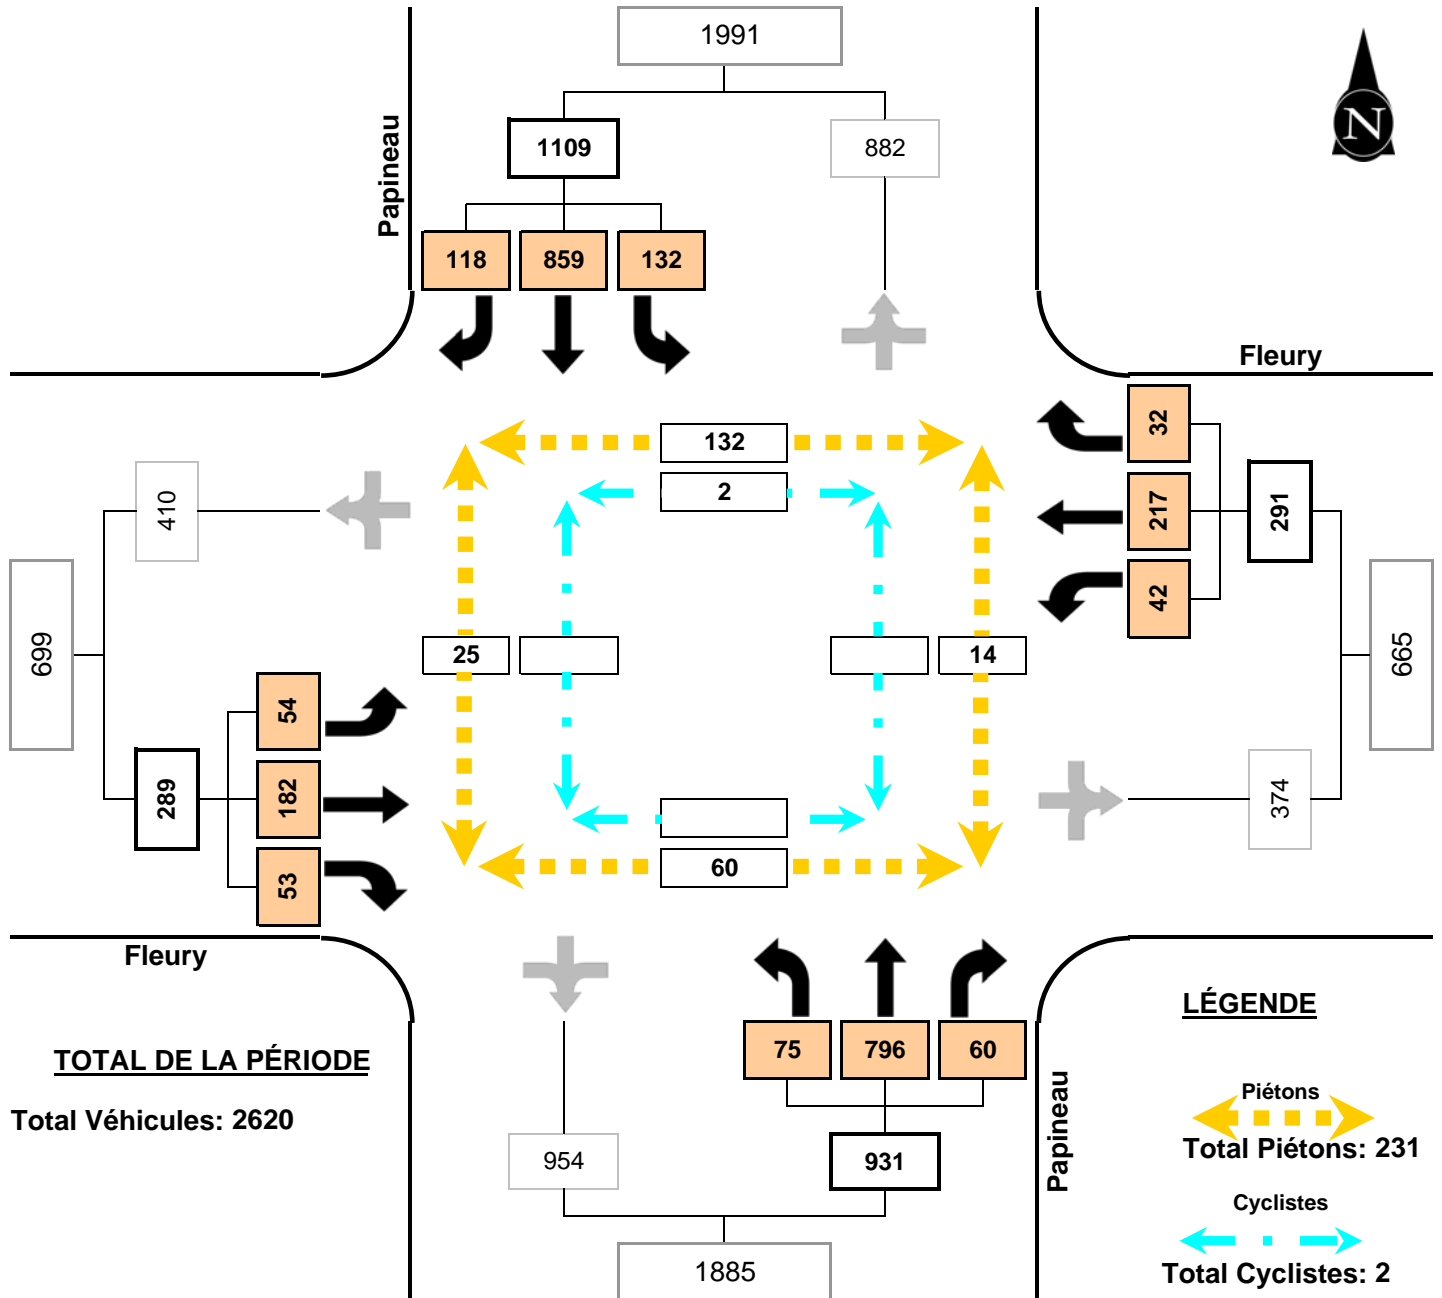 1991
N
1109
882
Papineau
118 859 132
Fleury
32
217
42
291
665
374
132
2
410
699
25
14
54
182
53
289
60
Fleury
TOTAL DE LA PÉRIODE
Total Véhicules: 2620
75 796 60
954
931
1885
Papineau
LÉGENDE
Piétons
Total Piétons: 231
Cyclistes
Total Cyclistes: 2